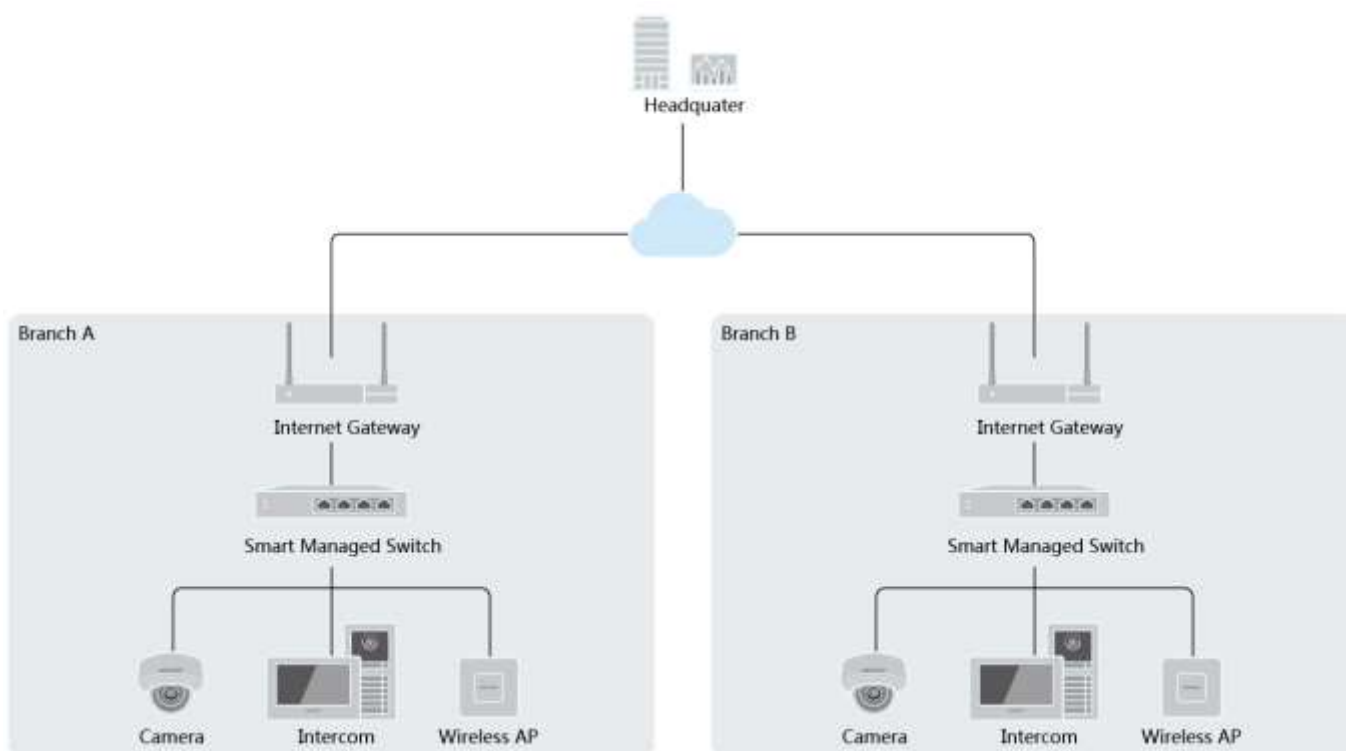 Headquater
Branch A
Branch B
Internet Gateway
Internet Gateway
Smart Managed Switch
Smart Managed Switch
Camera
Intercom
Wireless AP
Camera
Intercom
Wireless AP